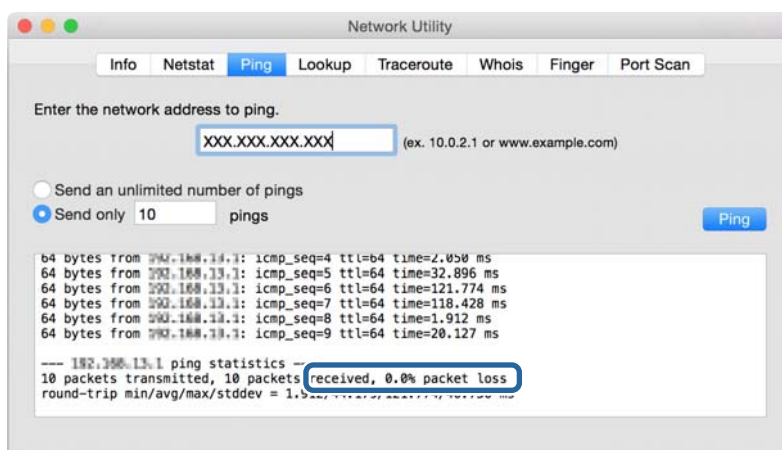 Network Utility
Info Netstat Ping Lookup Traceroute Whois Finger Port Scan
Enter the network address to ping.
XXX.XXX.XXX.XXX (ex. 10.0.2.1 or www.example.com)
Send an unlimited number of pings
Send only 10 pings
Ping
64 bytes from : icmp_seq=4 ttl=64 time=2.050 ms
64 bytes from : icmp_seq=5 ttl=64 time=32.896 ms
64 bytes from : icmp_seq=6 ttl=64 time=121.774 ms
64 bytes from : icmp_seq=7 ttl=64 time=118.428 ms
64 bytes from : icmp_seq=8 ttl=64 time=1.912 ms
64 bytes from : icmp_seq=9 ttl=64 time=20.127 ms
--- ping statistics --
10 packets transmitted, 10 packets received, 0.0% packet loss
round-trip min/avg/max/stddev = ms